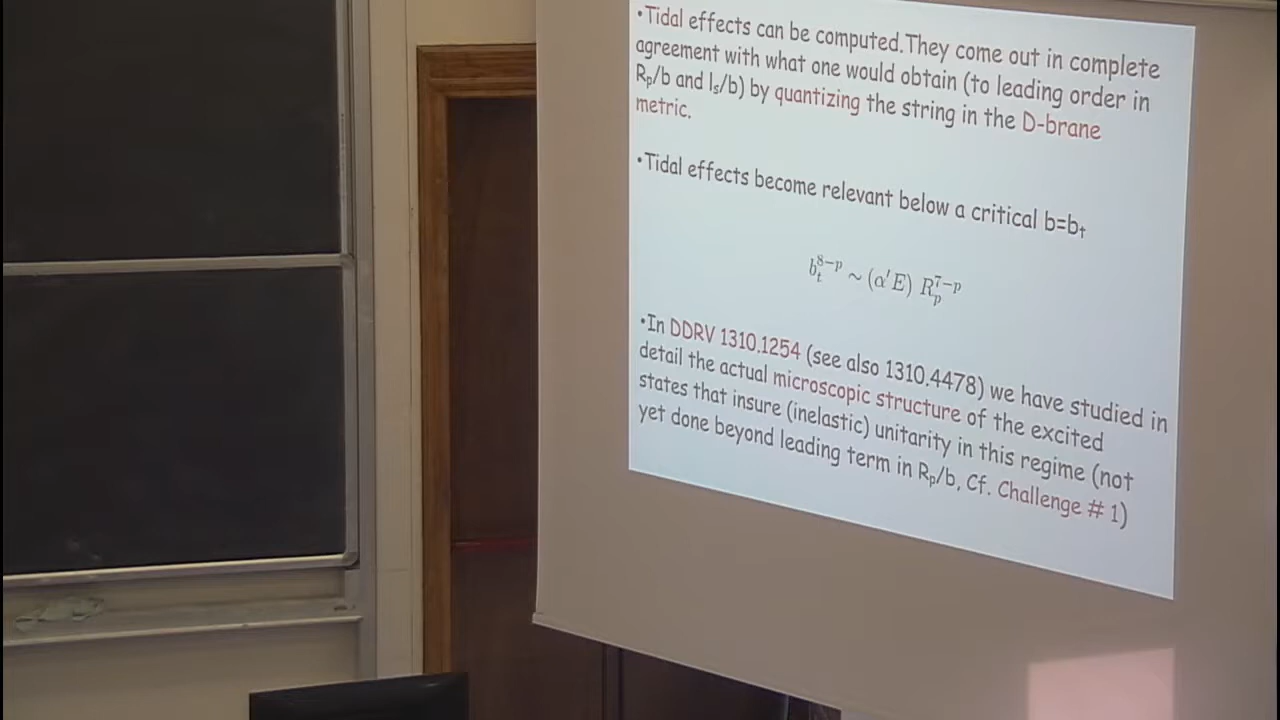 •Tidal effects can be computed.They come out in complete
agreement with what one would obtain (to leading order in
Rₚ/b and lₛ/b) by quantizing the string in the D-brane
metric.
•Tidal effects become relevant below a critical b=bₜ
bₜ^{8-p} ~ (α'E) Rₚ^{7-p}
•In DDRV 1310.1254 (see also 1310.4478) we have studied in
detail the actual microscopic structure of the excited
states that insure (inelastic) unitarity in this regime (not
yet done beyond leading term in Rₚ/b, Cf. Challenge # 1)